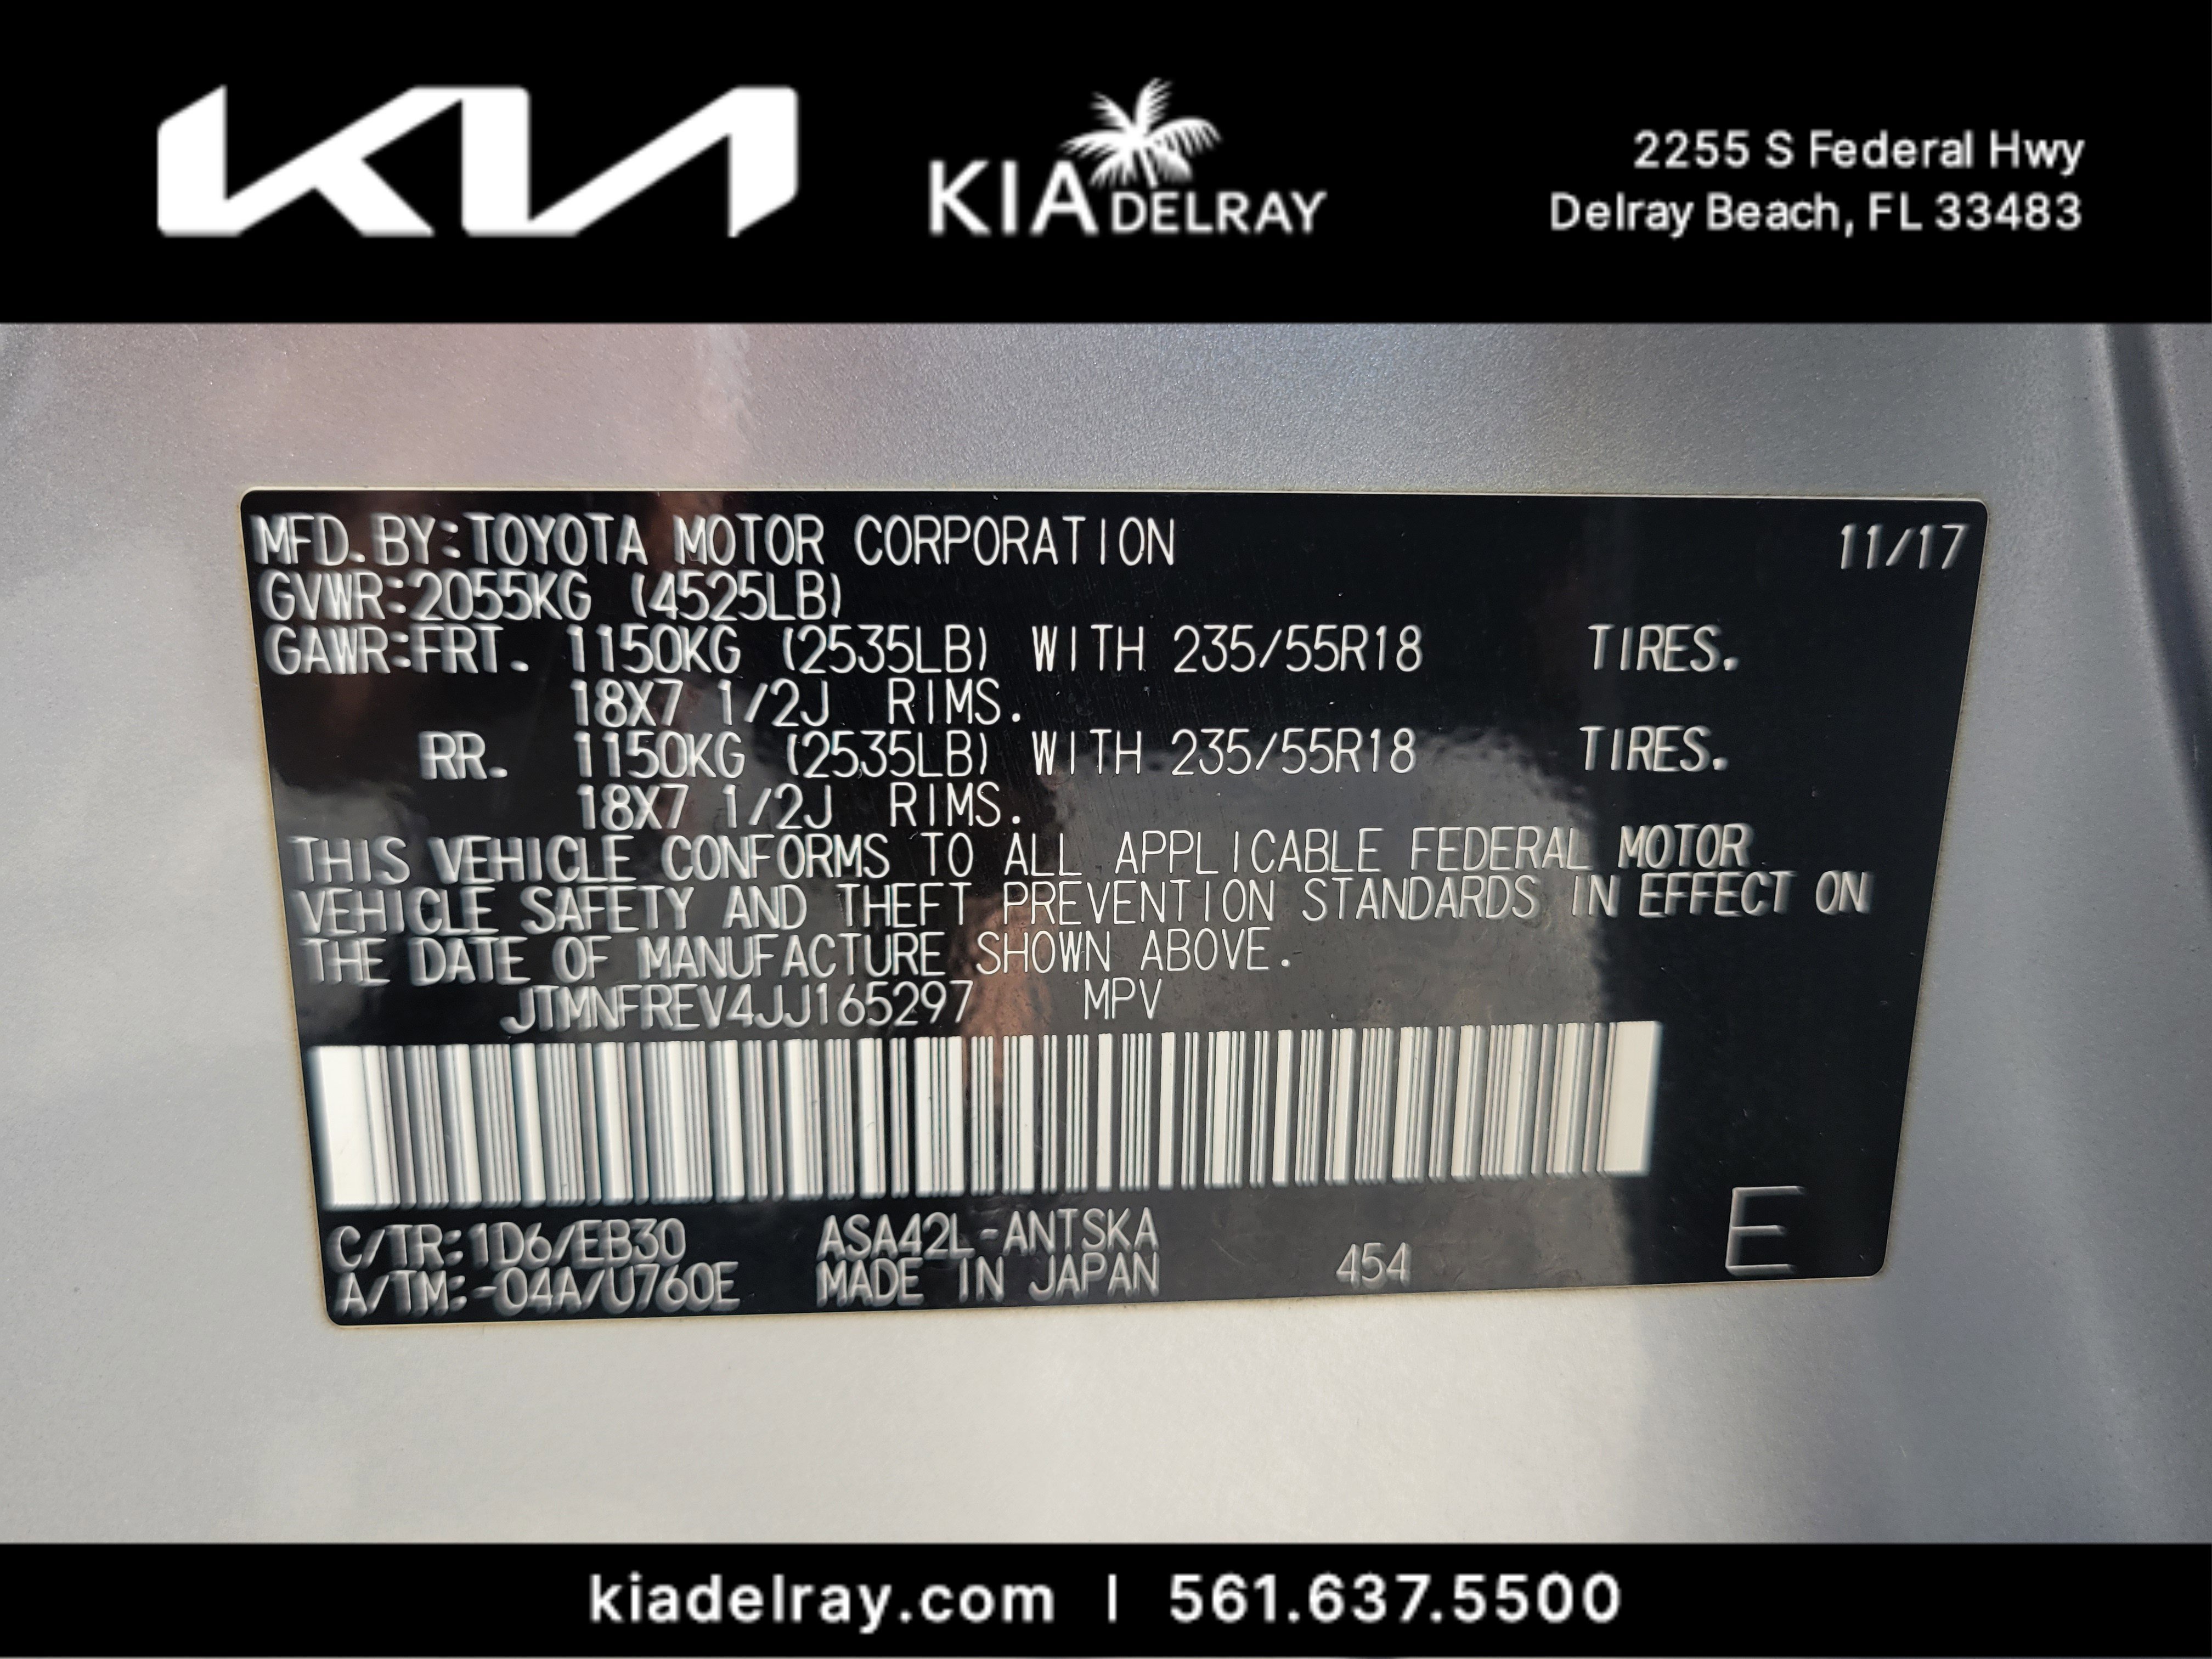 KIA
KIA DELRAY
2255 S Federal Hwy
Delray Beach, FL 33483
MFD. BY:TOYOTA MOTOR CORPORATION 11/17
GVWR:2055KG (4525LB)
GAWR:FRT. 1150KG (2535LB) WITH 235/55R18 TIRES.
18X7 1/2J RIMS.
RR. 1150KG (2535LB) WITH 235/55R18 TIRES.
18X7 1/2J RIMS.
THIS VEHICLE CONFORMS TO ALL APPLICABLE FEDERAL MOTOR
VEHICLE SAFETY AND THEFT PREVENTION STANDARDS IN EFFECT ON
THE DATE OF MANUFACTURE SHOWN ABOVE.
JTMNFREV4JJ165297 MPV
C/TR:1D6/EB30 ASA42L-ANTSKA
A/TM:-04A/U760E MADE IN JAPAN 454 E
kiadelray.com | 561.637.5500